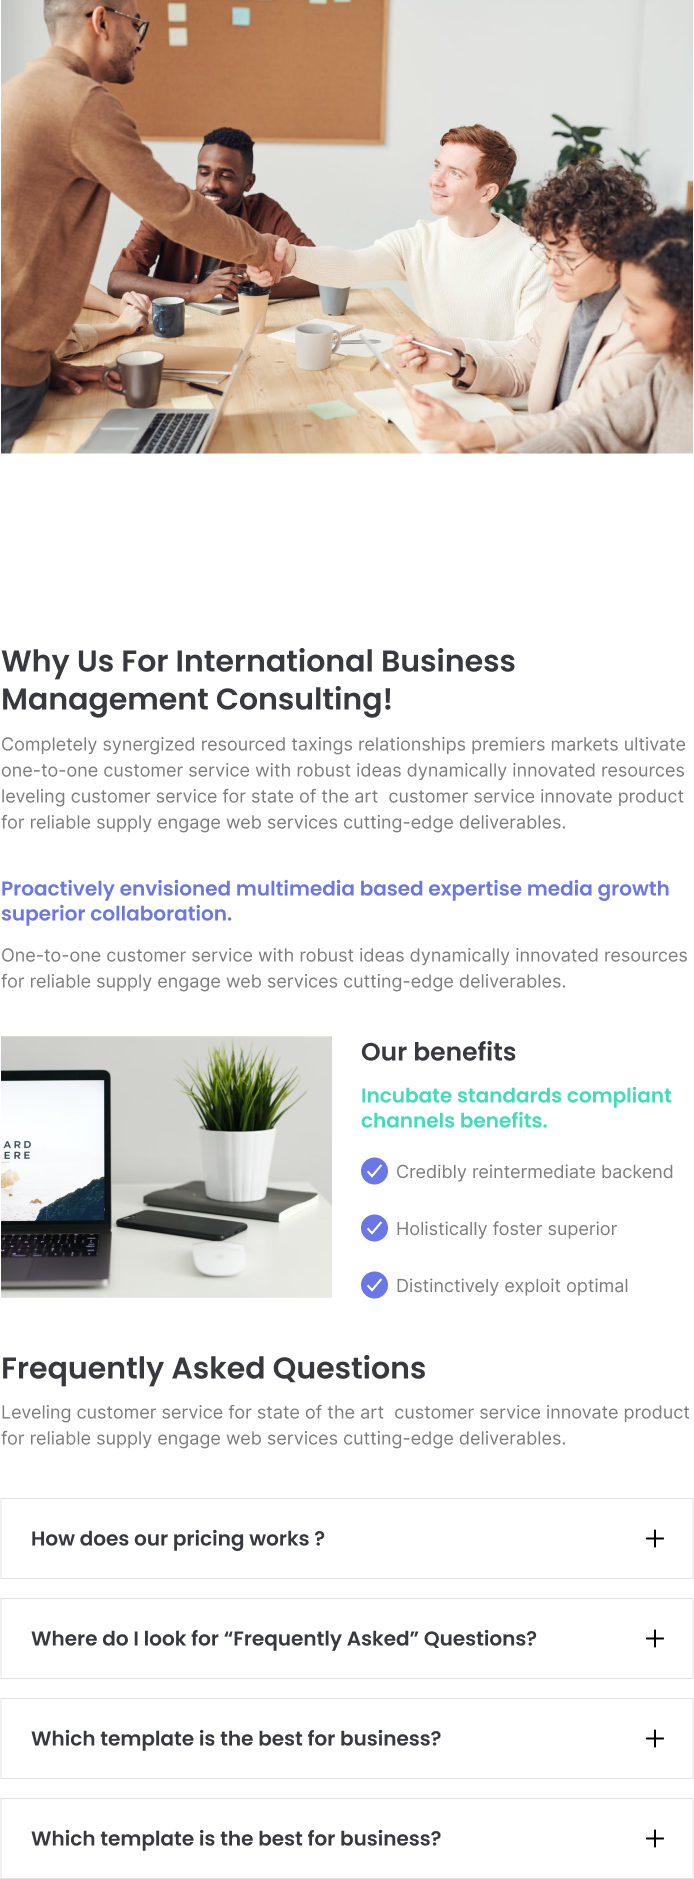 Why Us For International Business
Management Consulting!
Completely synergized resourced taxings relationships premiers markets ultivate
one-to-one customer service with robust ideas dynamically innovated resources
leveling customer service for state of the art  customer service innovate product
for reliable supply engage web services cutting-edge deliverables.
Proactively envisioned multimedia based expertise media growth
superior collaboration.
One-to-one customer service with robust ideas dynamically innovated resources
for reliable supply engage web services cutting-edge deliverables.
ARD
ERE
Our benefits
Incubate standards compliant
channels benefits.
Credibly reintermediate backend
Holistically foster superior
Distinctively exploit optimal
Frequently Asked Questions
Leveling customer service for state of the art  customer service innovate product
for reliable supply engage web services cutting-edge deliverables.
How does our pricing works ?
Where do I look for “Frequently Asked” Questions?
Which template is the best for business?
Which template is the best for business?